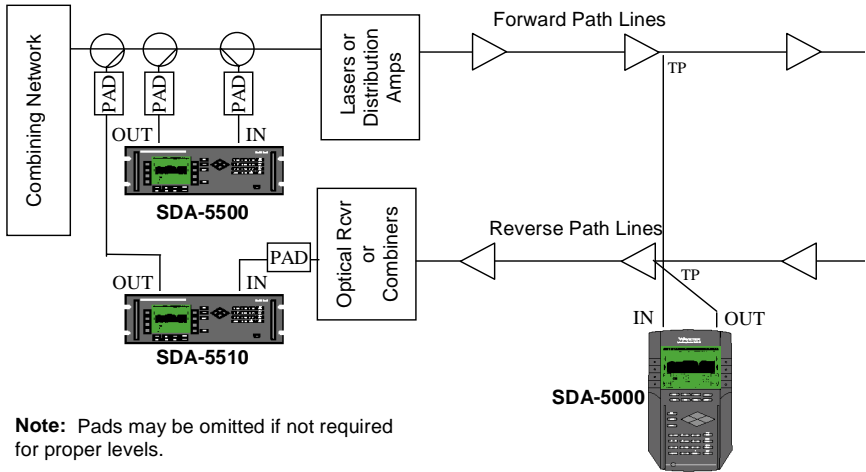 Forward Path Lines
Combining Network
PAD
PAD
PAD
Lasers or
Distribution
Amps
TP
OUT
IN
SDA-5500
Reverse Path Lines
Optical Rcvr
or
Combiners
PAD
TP
OUT
IN
IN
OUT
SDA-5510
SDA-5000
Note: Pads may be omitted if not required
for proper levels.